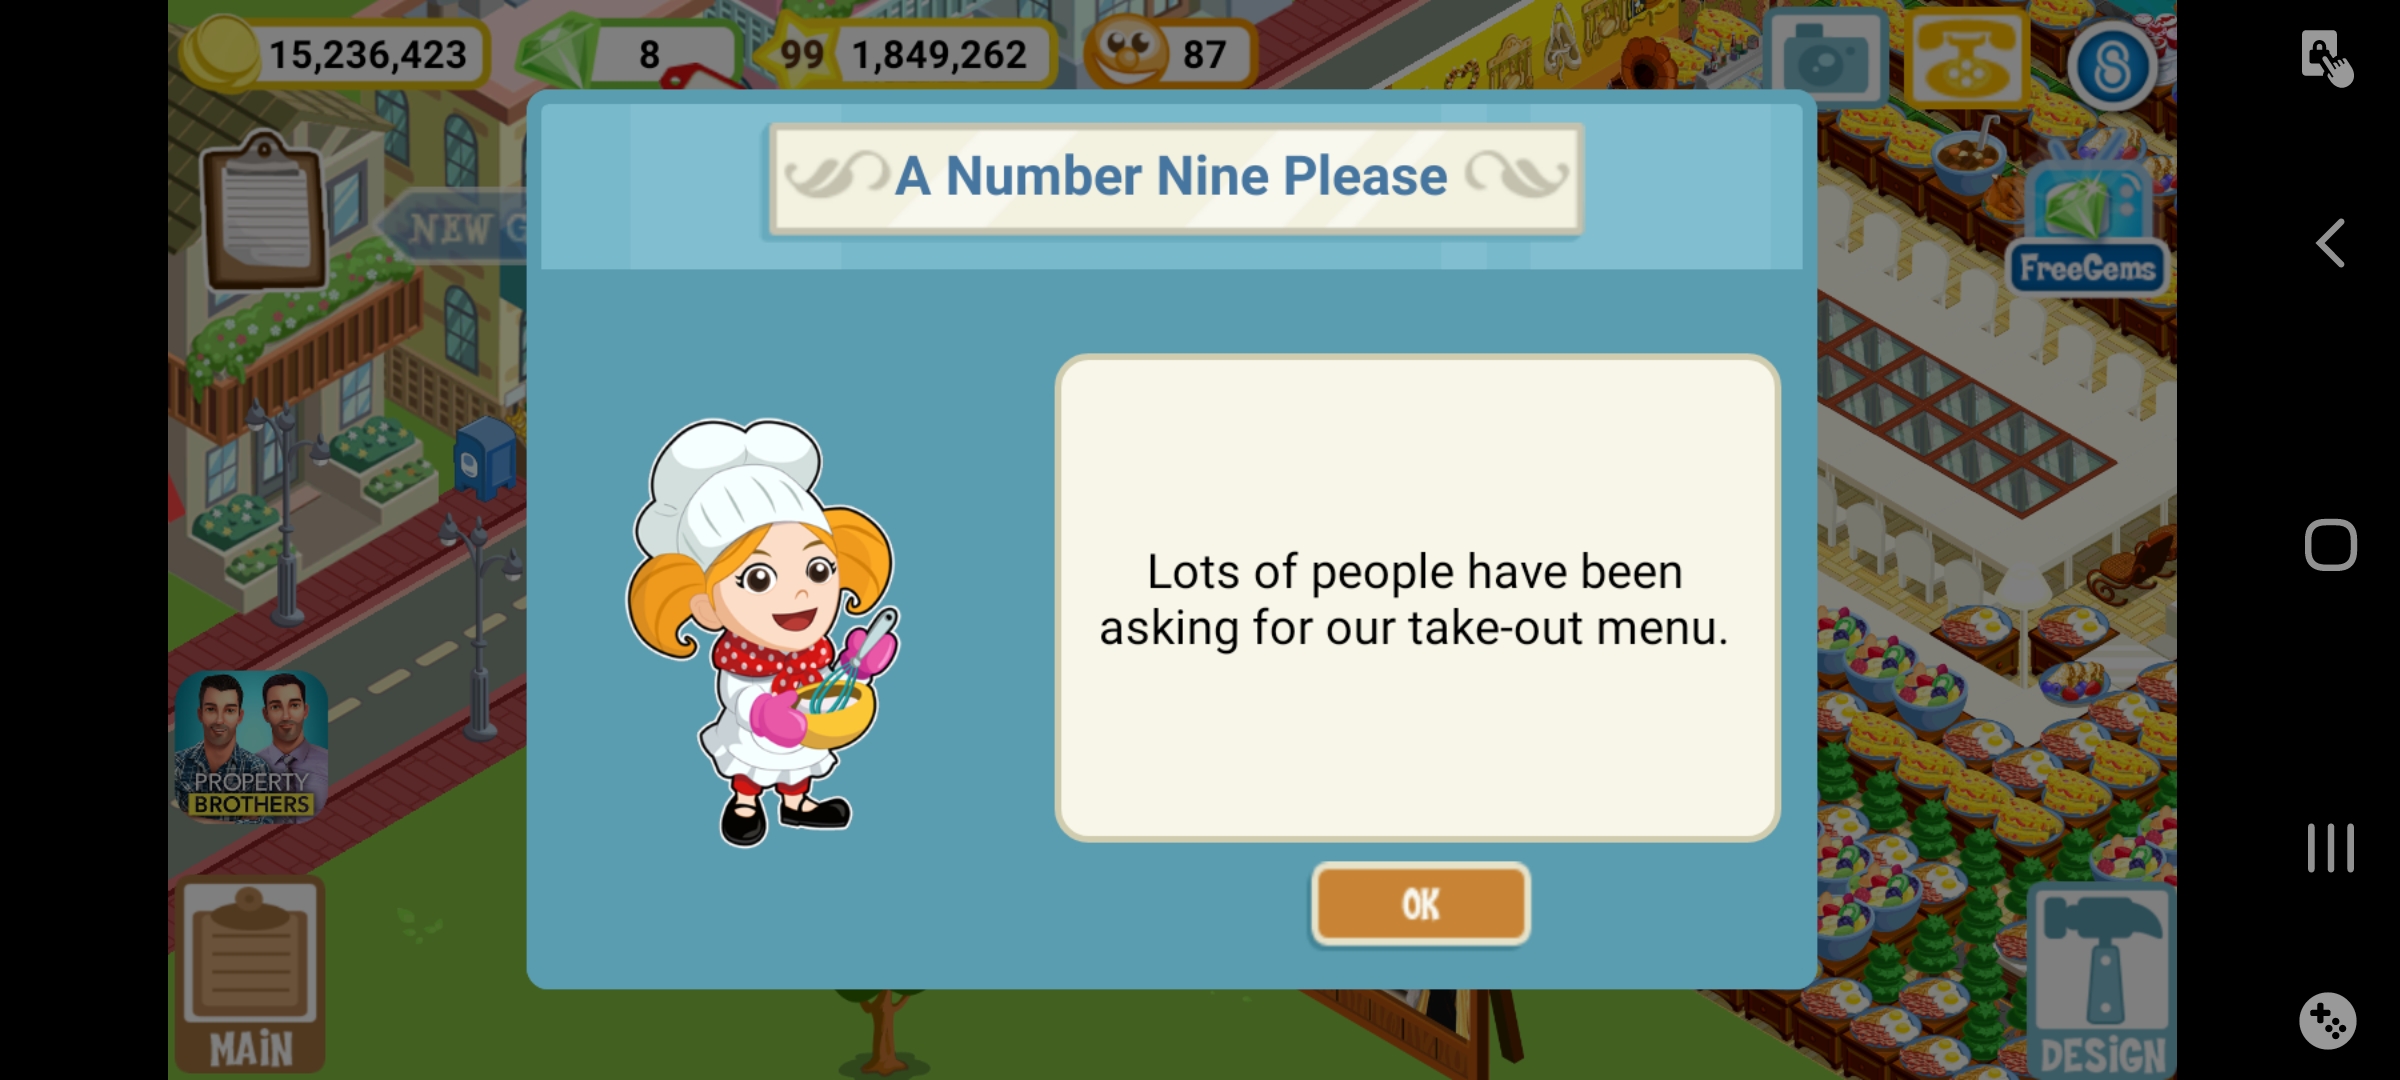 15,236,423
8
99 1,849,262
87
A Number Nine Please
NEW G
FreeGems
Lots of people have been
asking for our take-out menu.
PROPERTY
BROTHERS
OK
MAiN
DESiGN